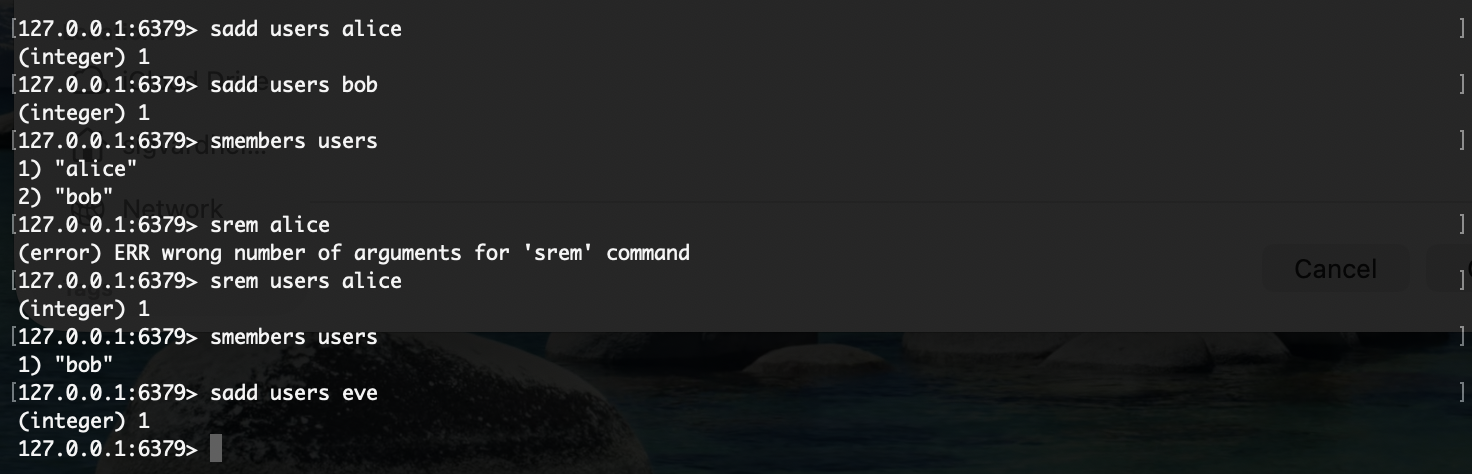 [127.0.0.1:6379> sadd users alice ]
(integer) 1
[127.0.0.1:6379> sadd users bob ]
(integer) 1
[127.0.0.1:6379> smembers users ]
1) "alice"
2) "bob"
Network
[127.0.0.1:6379> srem alice ]
(error) ERR wrong number of arguments for 'srem' command
Cancel
[127.0.0.1:6379> srem users alice ]
(integer) 1
[127.0.0.1:6379> smembers users ]
1) "bob"
[127.0.0.1:6379> sadd users eve ]
(integer) 1
127.0.0.1:6379>